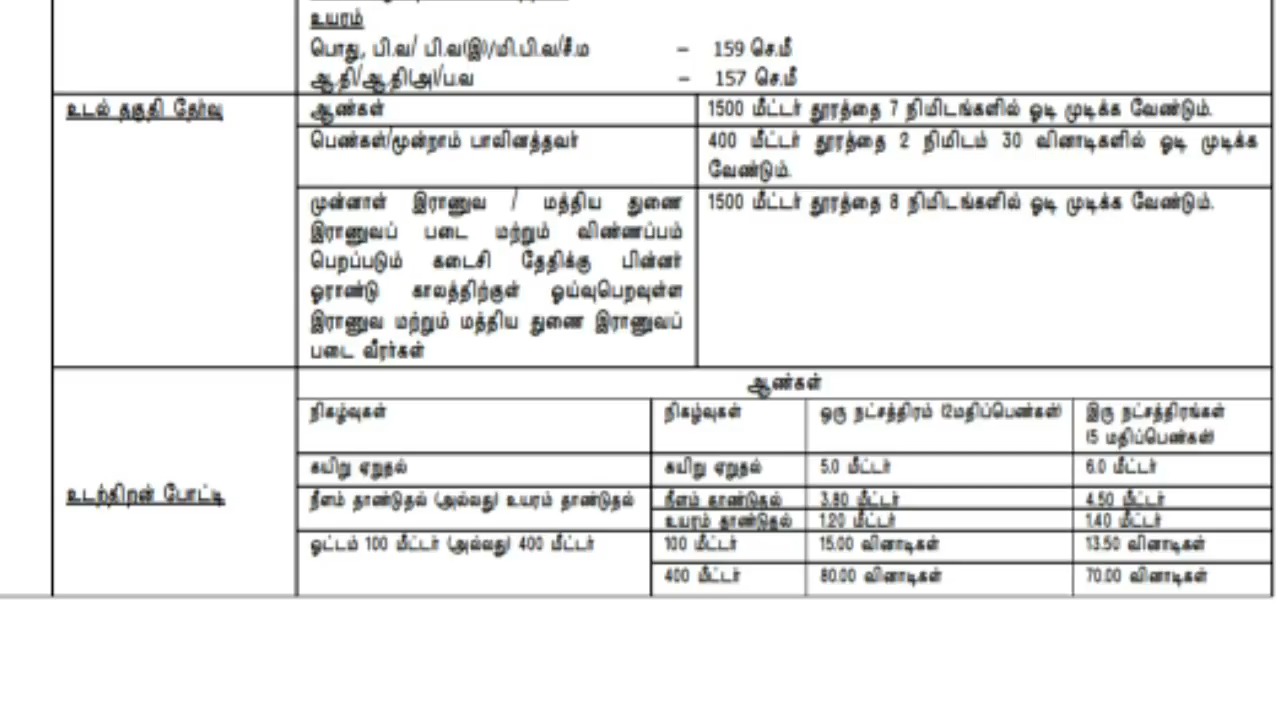 உயரம்
பொது, பி.வ/ பி.வ(இ)/மி.பி.வ/சீ.ம – 159 செ.மீ
ஆ.தி/ஆ.தி(அ)/ப.வ – 157 செ.மீ
உடல் தகுதி தேர்வு
ஆண்கள்
1500 மீட்டர் தூரத்தை 7 நிமிடங்களில் ஓடி முடிக்க வேண்டும்.
பெண்கள்/மூன்றாம் பாலினத்தவர்
400 மீட்டர் தூரத்தை 2 நிமிடம் 30 வினாடிகளில் ஓடி முடிக்க
வேண்டும்.
முன்னாள் இராணுவ / மத்திய துணை
இராணுவப் படை மற்றும் விண்ணப்பம்
பெறப்படும் கடைசி தேதிக்கு பின்னர்
ஓராண்டு காலத்திற்குள் ஓய்வுபெறவுள்ள
இராணுவ மற்றும் மத்திய துணை இராணுவப்
படை வீரர்கள்
1500 மீட்டர் தூரத்தை 8 நிமிடங்களில் ஓடி முடிக்க வேண்டும்.
உடற்திறன் போட்டி
ஆண்கள்
நிகழ்வுகள்
நிகழ்வுகள்
ஒரு நட்சத்திரம் (2மதிப்பெண்கள்)
இரு நட்சத்திரங்கள்
(5 மதிப்பெண்கள்)
கயிறு ஏறுதல்
கயிறு ஏறுதல்
5.0 மீட்டர்
6.0 மீட்டர்
நீளம் தாண்டுதல் (அல்லது) உயரம் தாண்டுதல்
நீளம் தாண்டுதல்
3.80 மீட்டர்
4.50 மீட்டர்
உயரம் தாண்டுதல்
1.20 மீட்டர்
1.40 மீட்டர்
ஓட்டம் 100 மீட்டர் (அல்லது) 400 மீட்டர்
100 மீட்டர்
15.00 வினாடிகள்
13.50 வினாடிகள்
400 மீட்டர்
80.00 வினாடிகள்
70.00 வினாடிகள்